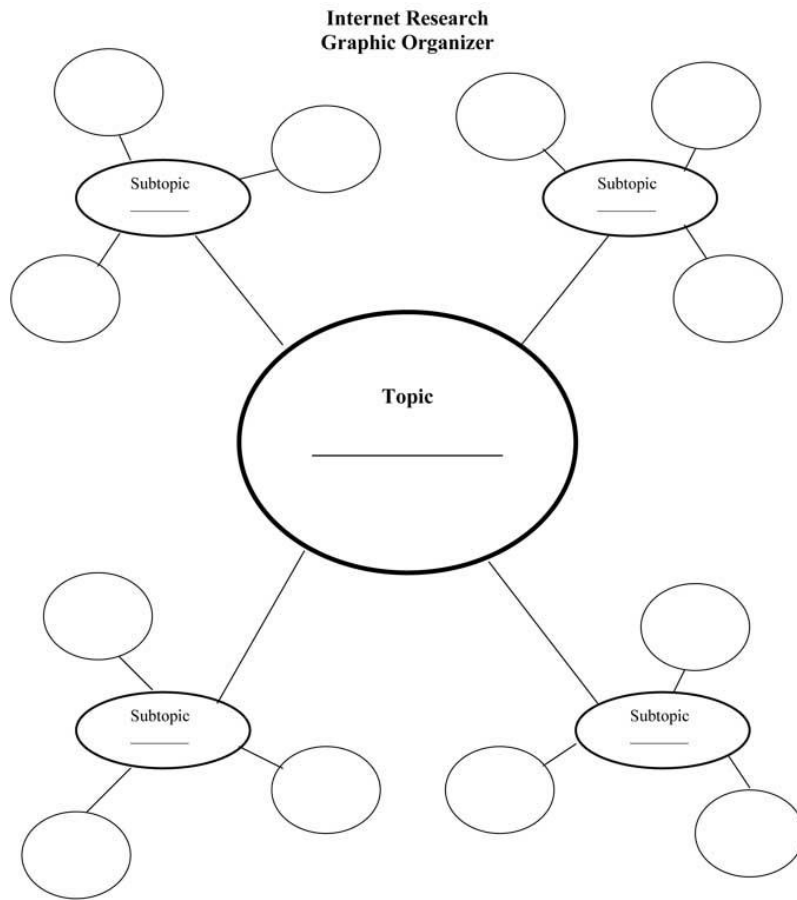 Internet Research
Graphic Organizer
Subtopic
Subtopic
Topic
Subtopic
Subtopic